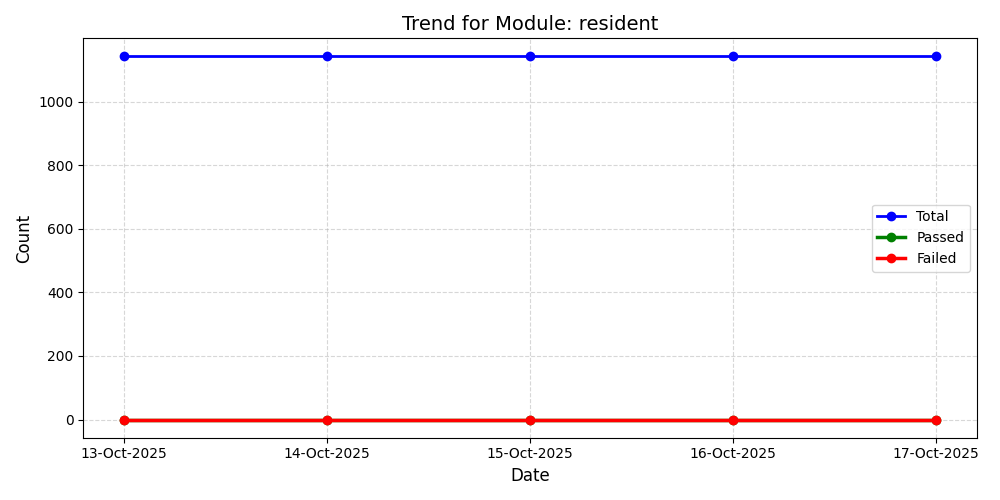 Trend for Module: resident
1000
800
600
400
200
0
Count
Total
Passed
Failed
13-Oct-2025
14-Oct-2025
15-Oct-2025
16-Oct-2025
17-Oct-2025
Date